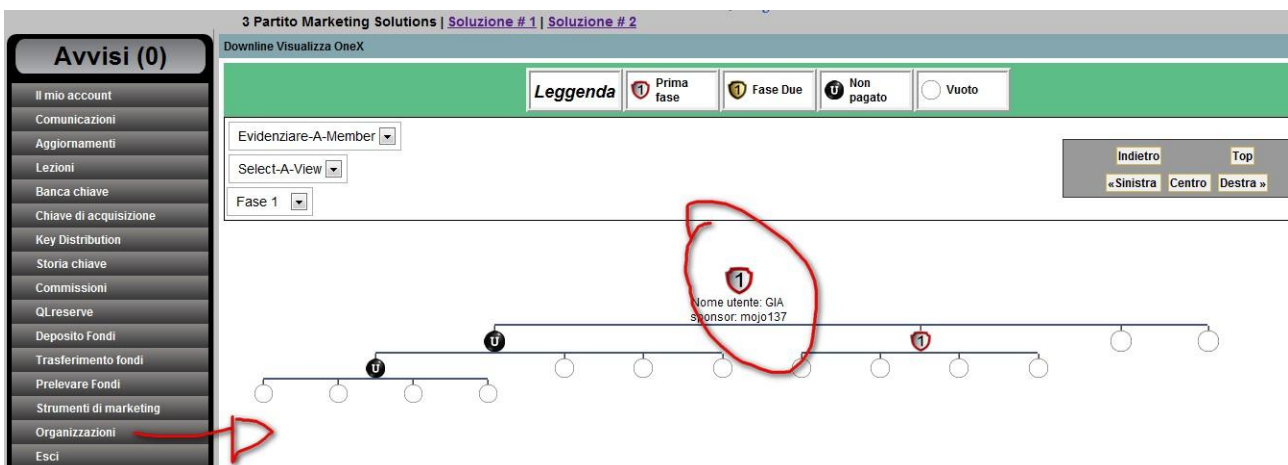 3 Partito Marketing Solutions | Soluzione # 1 | Soluzione # 2
Avvisi (0)
Il mio account
Comunicazioni
Aggiornamenti
Lezioni
Banca chiave
Chiave di acquisizione
Key Distribution
Storia chiave
Commissioni
QLreserve
Deposito Fondi
Trasferimento fondi
Prelevare Fondi
Strumenti di marketing
Organizzazioni
Esci
Downline Visualizza OneX
Leggenda
1 Prima
fase
1 Fase Due
U Non
pagato
Vuoto
Evidenziare-A-Member
Select-A-View
Fase 1
Indietro Top
«Sinistra Centro Destra »
1
Nome utente: GIA
sponsor: mojo137
U
1
U